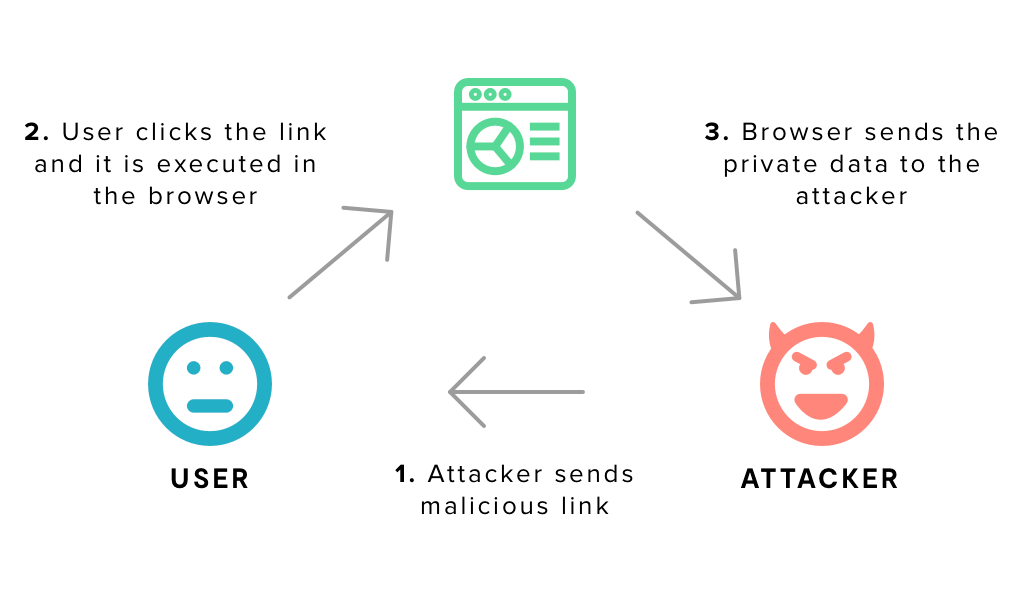 2. User clicks the link
and it is executed in
the browser
3. Browser sends the
private data to the
attacker
USER
1. Attacker sends
malicious link
ATTACKER